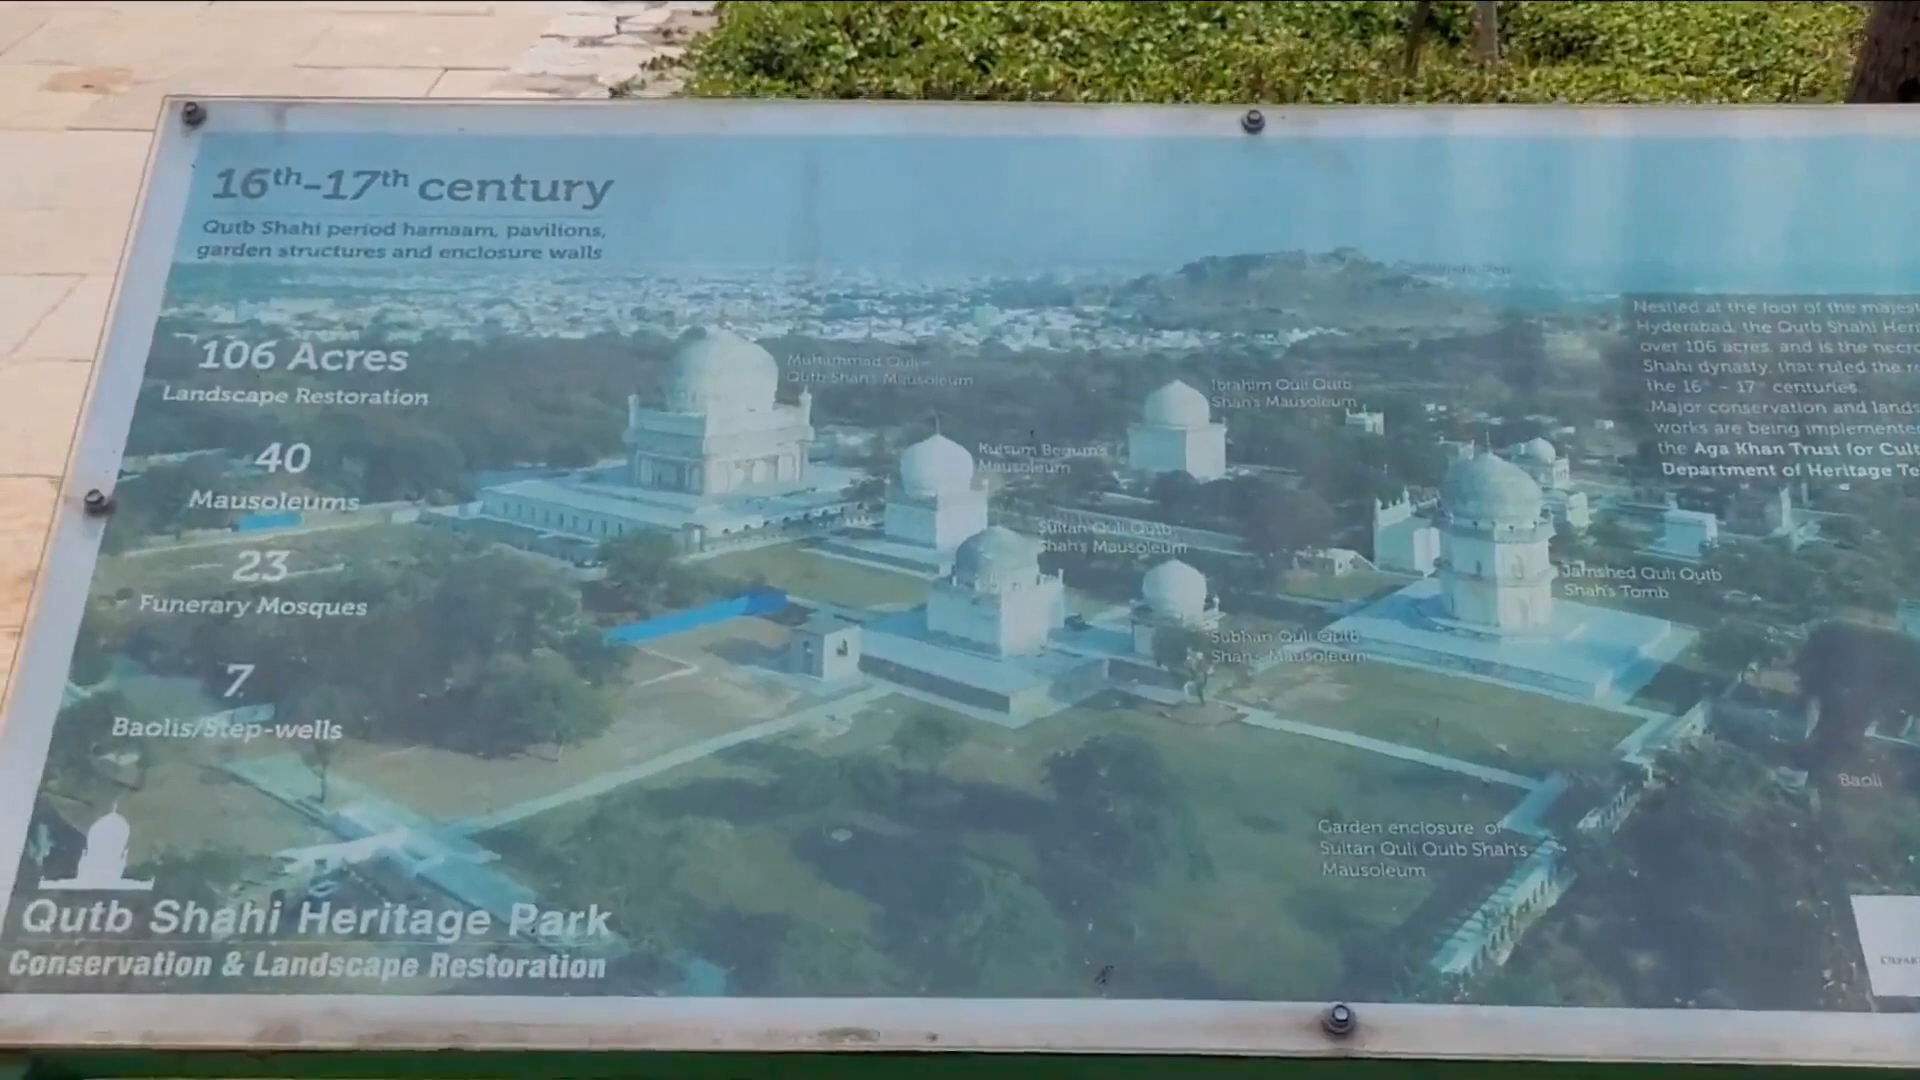 16th-17th century
Qutb Shahi period hamaam, pavilions,
garden structures and enclosure walls
106 Acres
Landscape Restoration
40
Mausoleums
23
Funerary Mosques
7
Baolis/Step-wells
Qutb Shahi Heritage Park
Conservation & Landscape Restoration
Muhammad Quli
Qutb Shah's Mausoleum
Kulsum Begum's
Mausoleum
Ibrahim Quli Qutb
Shah's Mausoleum
Sultan Quli Qutb
Shah's Mausoleum
Subhan Quli Qutb
Shah's Mausoleum
Jamshed Quli Qutb
Shah's Tomb
Garden enclosure of
Sultan Quli Qutb Shah's
Mausoleum
Baoli
Nestled at the foot of the majest
Hyderabad, the Qutb Shahi Her
over 106 acres, and is the necro
Shahi dynasty, that ruled the re
the 16th - 17th centuries.
Major conservation and lands
works are being implemente
the Aga Khan Trust for Cult
Department of Heritage Te